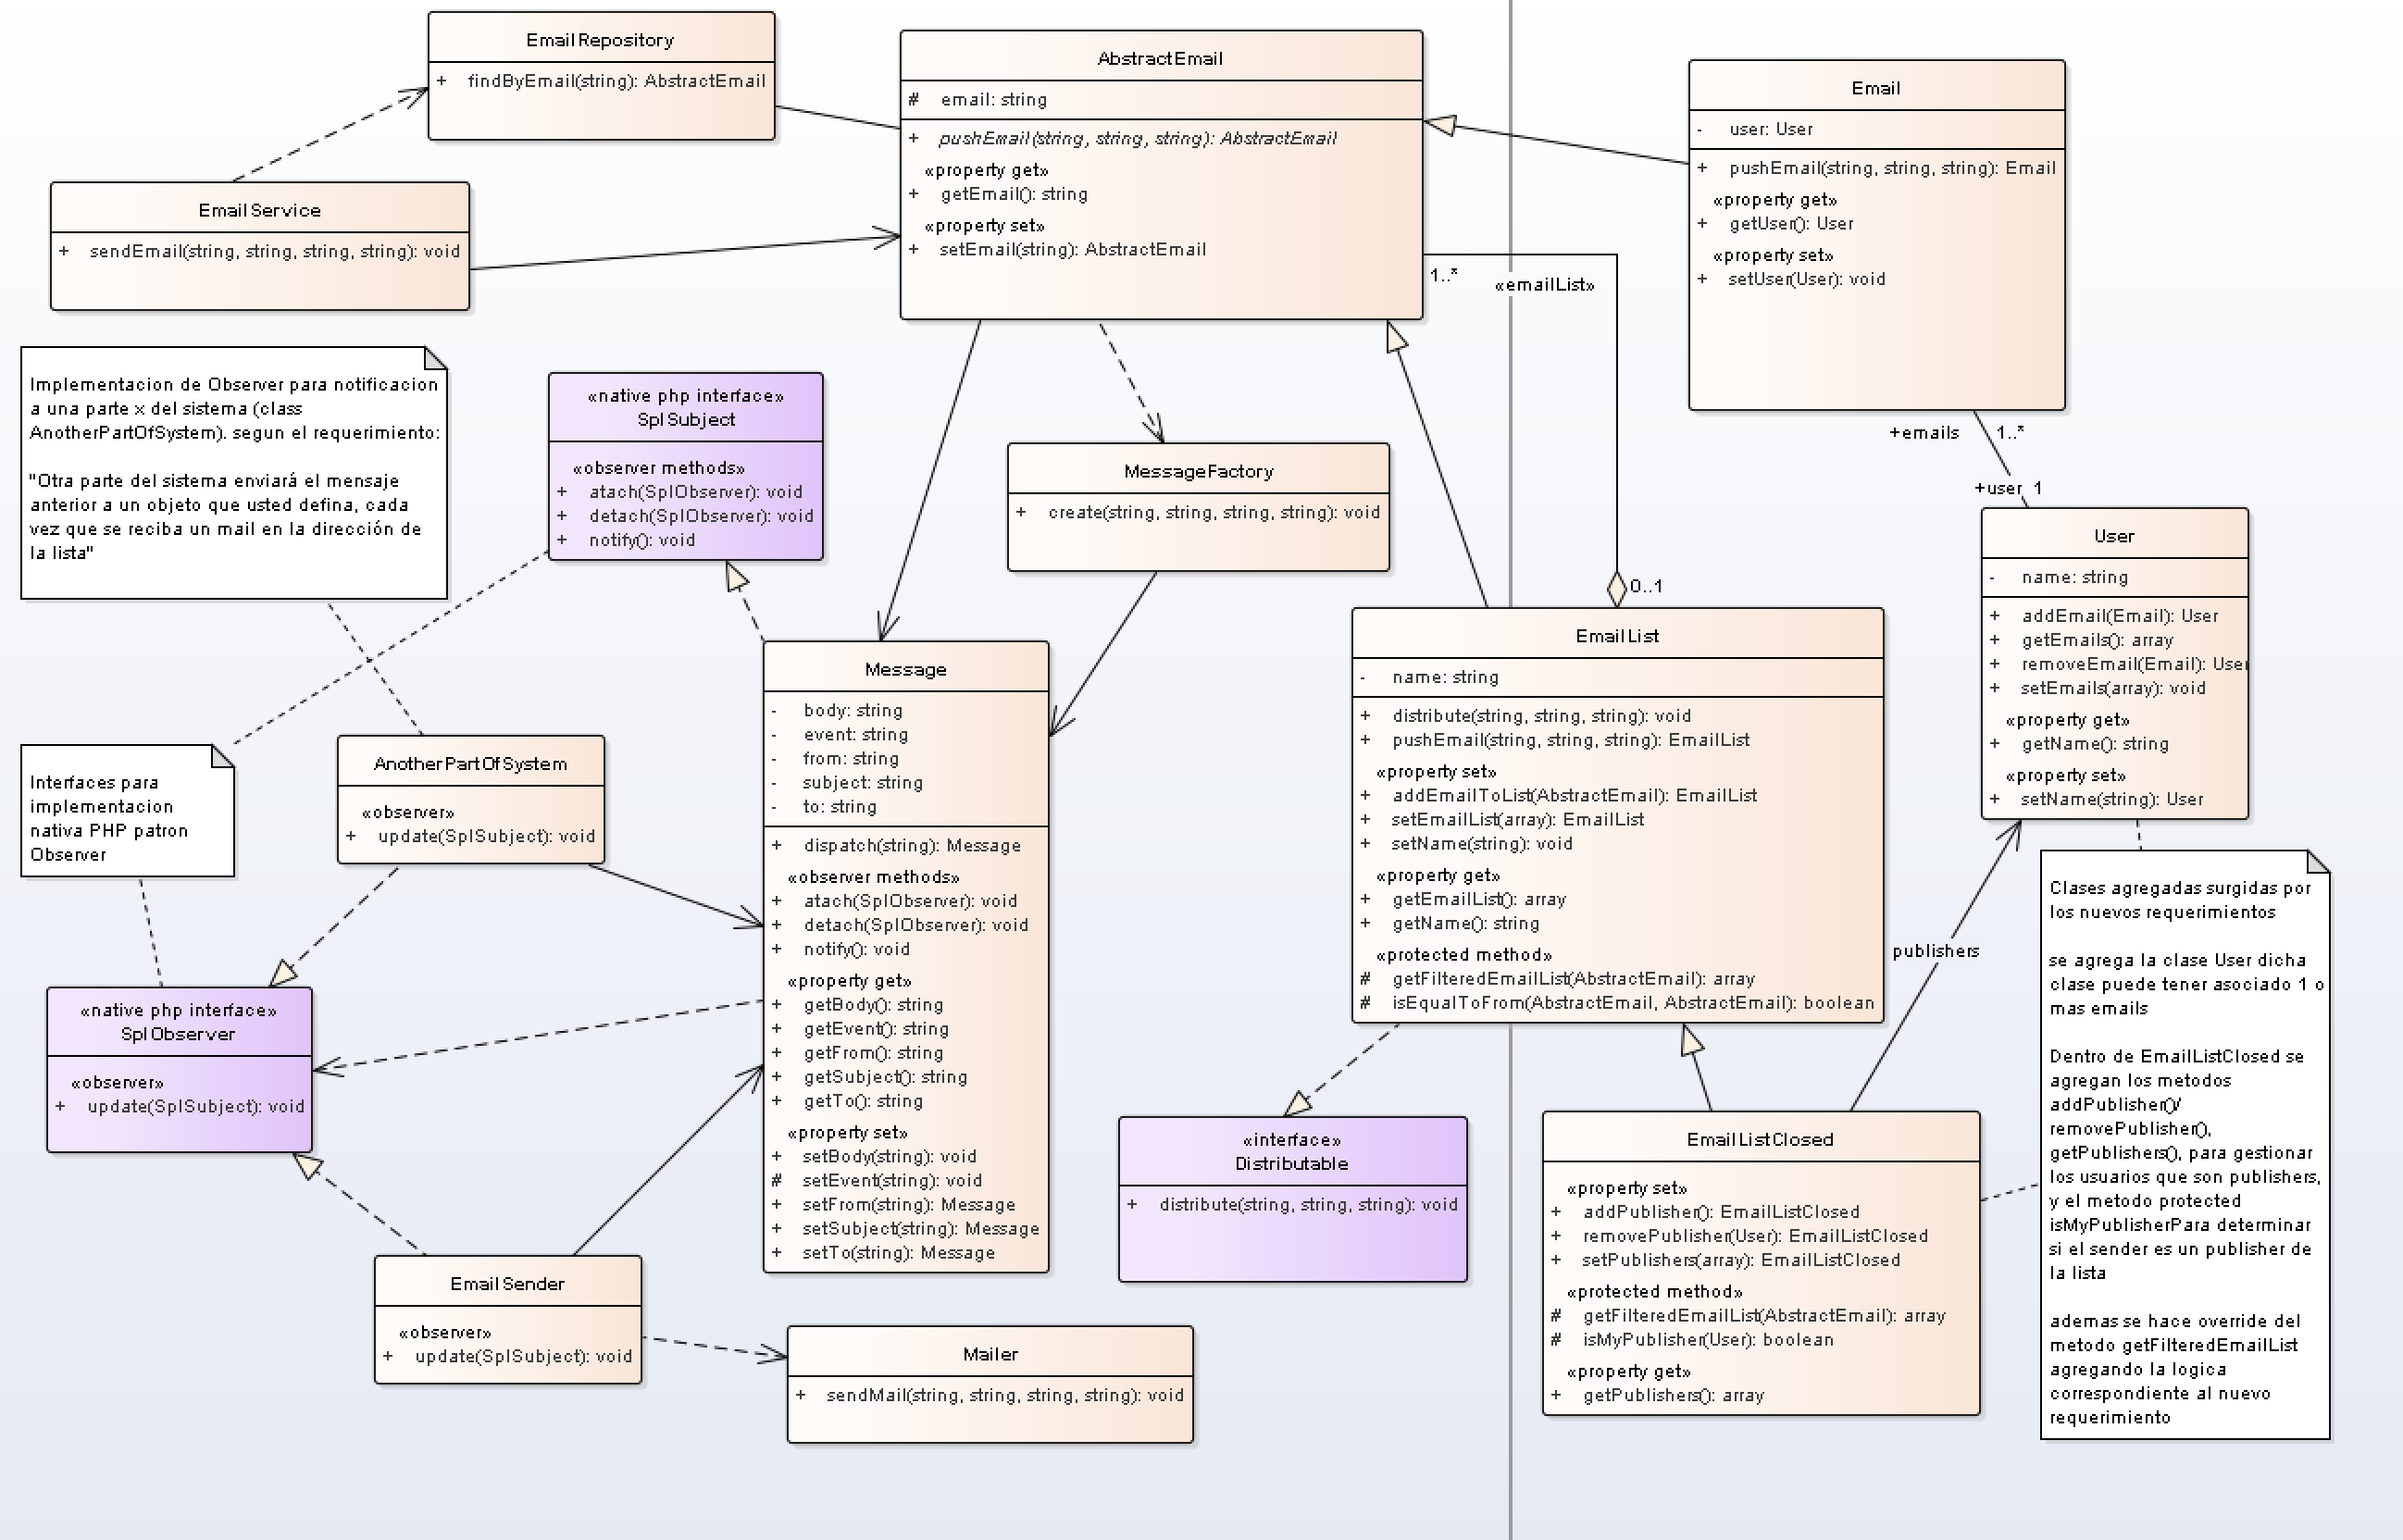 EmailRepository
+ findByEmail(string): AbstractEmail
EmailService
+ sendEmail(string, string, string, string): void
AbstractEmail
# email: string
+ pushEmail(string, string, string): AbstractEmail
«property get»
+ getEmail(): string
«property set»
+ setEmail(string): AbstractEmail
1..*
«emailList»
0..1
Email
- user: User
+ pushEmail(string, string, string): Email
«property get»
+ getUser(): User
«property set»
+ setUser(User): void
+emails 1..*
+user 1
Implementacion de Observer para notificacion
a una parte x del sistema (class
AnotherPartOfSystem). segun el requerimiento:
"Otra parte del sistema enviará el mensaje
anterior a un objeto que usted defina, cada
vez que se reciba un mail en la dirección de
la lista"
«native php interface»
SplSubject
«observer methods»
+ atach(SplObserver): void
+ detach(SplObserver): void
+ notify(): void
MessageFactory
+ create(string, string, string, string): void
User
- name: string
+ addEmail(Email): User
+ getEmails(): array
+ removeEmail(Email): User
+ setEmails(array): void
«property get»
+ getName(): string
«property set»
+ setName(string): User
Message
- body: string
- event: string
- from: string
- subject: string
- to: string
+ dispatch(string): Message
«observer methods»
+ atach(SplObserver): void
+ detach(SplObserver): void
+ notify(): void
«property get»
+ getBody(): string
+ getEvent(): string
+ getFrom(): string
+ getSubject(): string
+ getTo(): string
«property set»
+ setBody(string): void
# setEvent(string): void
+ setFrom(string): Message
+ setSubject(string): Message
+ setTo(string): Message
EmailList
- name: string
+ distribute(string, string, string): void
+ pushEmail(string, string, string): EmailList
«property set»
+ addEmailToList(AbstractEmail): EmailList
+ setEmailList(array): EmailList
+ setName(string): void
«property get»
+ getEmailList(): array
+ getName(): string
«protected method»
# getFilteredEmailList(AbstractEmail): array
# isEqualToFrom(AbstractEmail, AbstractEmail): boolean
Interfaces para
implementacion
nativa PHP patron
Observer
AnotherPartOfSystem
«observer»
+ update(SplSubject): void
«native php interface»
SplObserver
«observer»
+ update(SplSubject): void
EmailSender
«observer»
+ update(SplSubject): void
Mailer
+ sendMail(string, string, string, string): void
«interface»
Distributable
+ distribute(string, string, string): void
publishers
EmailListClosed
«property set»
+ addPublisher(): EmailListClosed
+ removePublisher(User): EmailListClosed
+ setPublishers(array): EmailListClosed
«protected method»
# getFilteredEmailList(AbstractEmail): array
# isMyPublisher(User): boolean
«property get»
+ getPublishers(): array
Clases agregadas surgidas por
los nuevos requerimientos
se agrega la clase User dicha
clase puede tener asociado 1 o
mas emails
Dentro de EmailListClosed se
agregan los metodos
addPublisher()/
removePublisher(),
getPublishers(), para gestionar
los usuarios que son publishers,
y el metodo protected
isMyPublisherPara determinar
si el sender es un publisher de
la lista
ademas se hace override del
metodo getFilteredEmailList
agregando la logica
correspondiente al nuevo
requerimiento